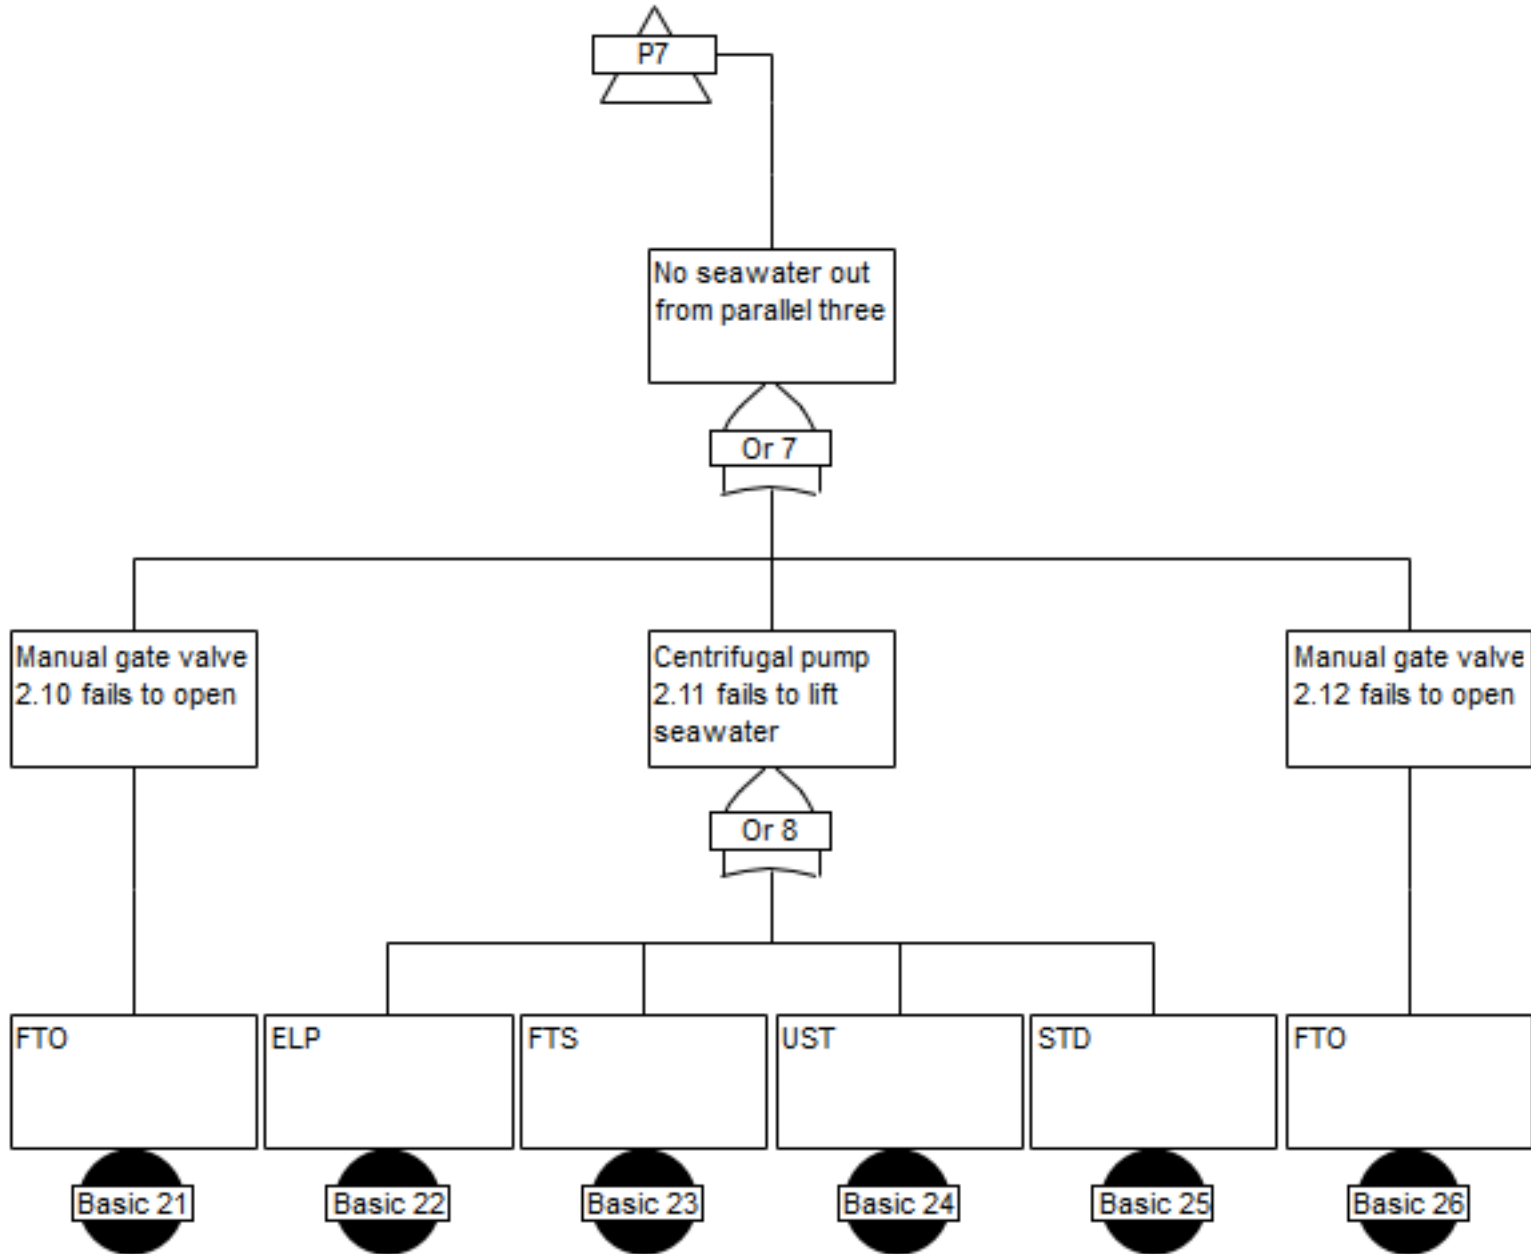 P7
No seawater out
from parallel three
Or 7
Manual gate valve
2.10 fails to open
Centrifugal pump
2.11 fails to lift
seawater
Manual gate valve
2.12 fails to open
Or 8
FTO
ELP
FTS
UST
STD
FTO
Basic 21
Basic 22
Basic 23
Basic 24
Basic 25
Basic 26